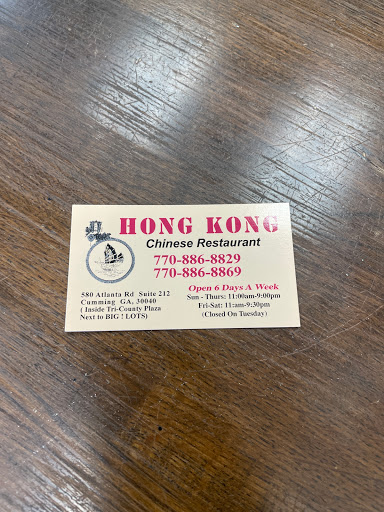 HONG KONG
Chinese Restaurant
770-886-8829
770-886-8869
Open 6 Days A Week
580 Atlanta Rd Suite 212
Cumming GA, 30040
( Inside Tri-County Plaza
Next to BIG ! LOTS)
Sun - Thurs: 11:00am-9:00pm
Fri-Sat: 11:am-9:30pm
(Closed On Tuesday)